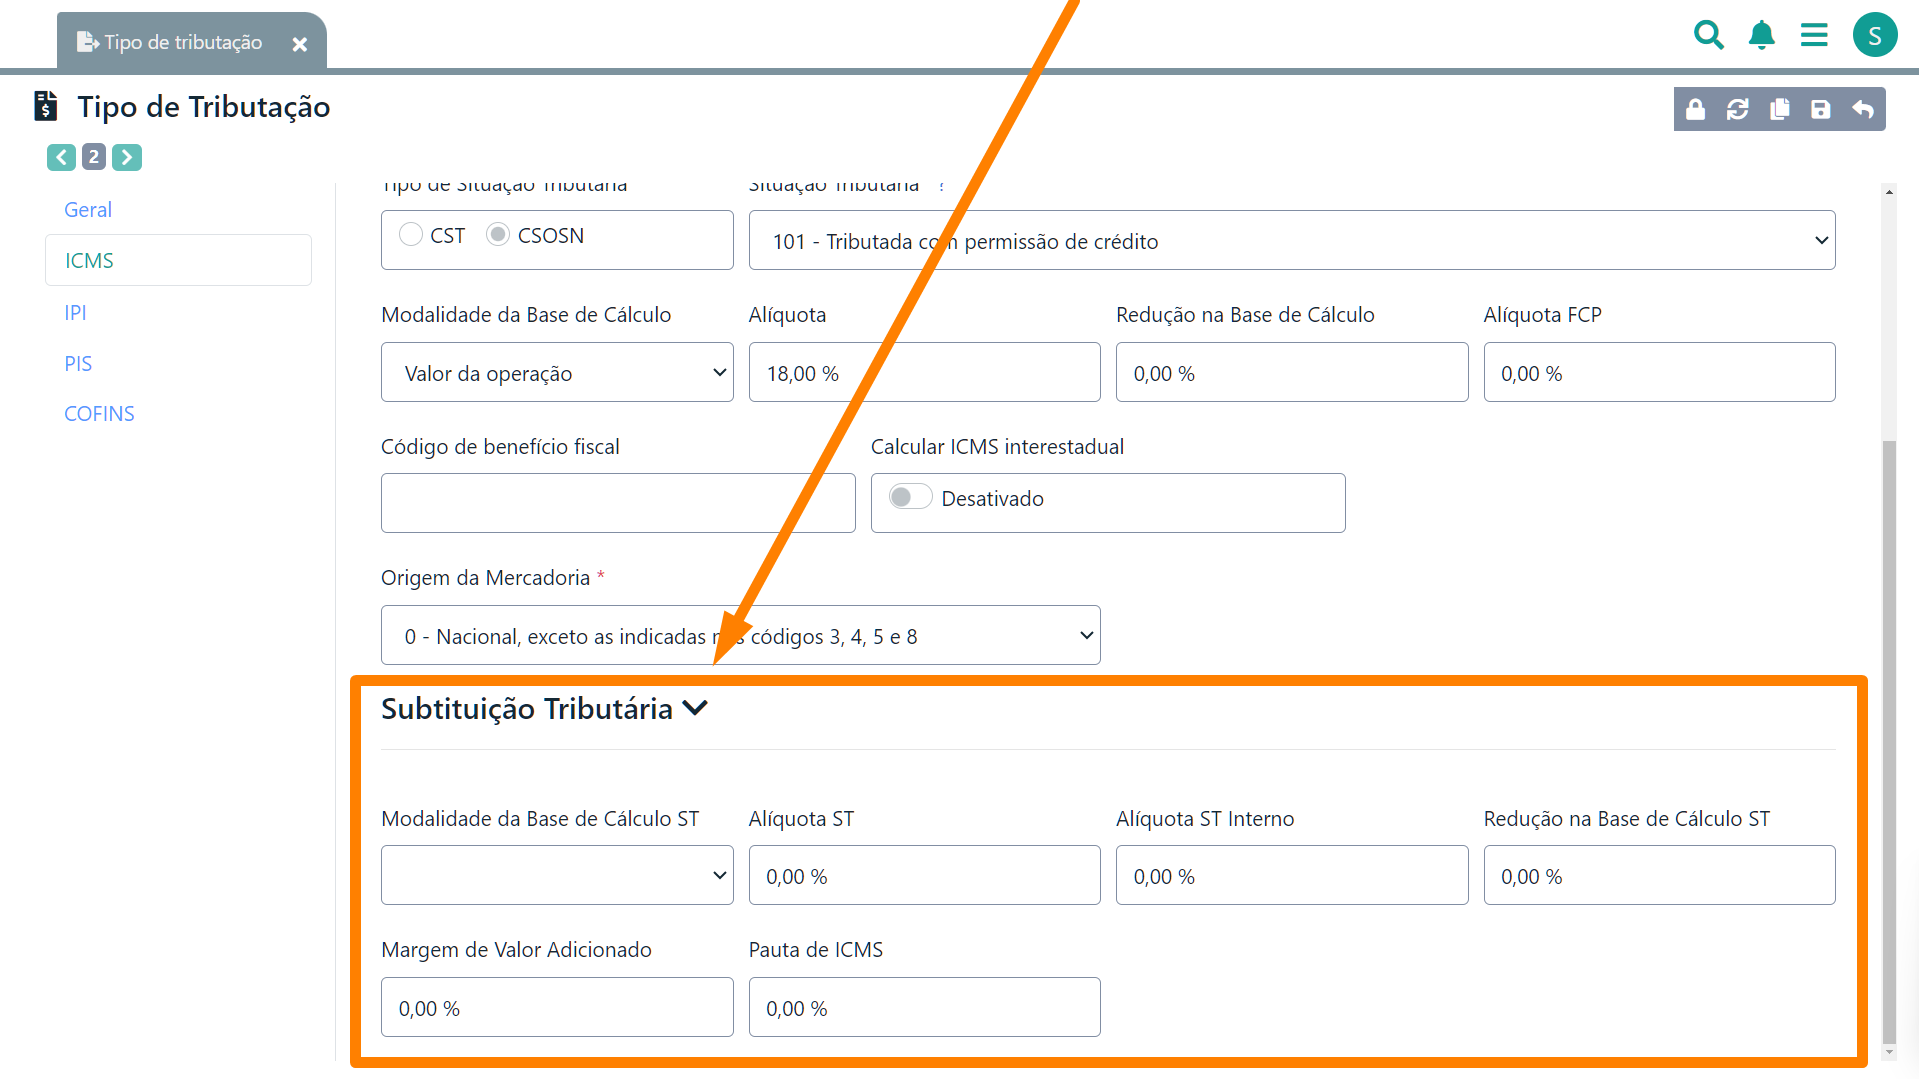 Tipo de tributação
S
Tipo de Tributação
2
Geral
ICMS
IPI
PIS
COFINS
Tipo de Situação Tributária
Situação Tributária ?
CST
CSOSN
101 - Tributada com permissão de crédito
Modalidade da Base de Cálculo
Alíquota
Redução na Base de Cálculo
Alíquota FCP
Valor da operação
18,00 %
0,00 %
0,00 %
Código de benefício fiscal
Calcular ICMS interestadual
Desativado
Origem da Mercadoria *
0 - Nacional, exceto as indicadas nos códigos 3, 4, 5 e 8
Subtituição Tributária
Modalidade da Base de Cálculo ST
Alíquota ST
Alíquota ST Interno
Redução na Base de Cálculo ST
0,00 %
0,00 %
0,00 %
Margem de Valor Adicionado
Pauta de ICMS
0,00 %
0,00 %